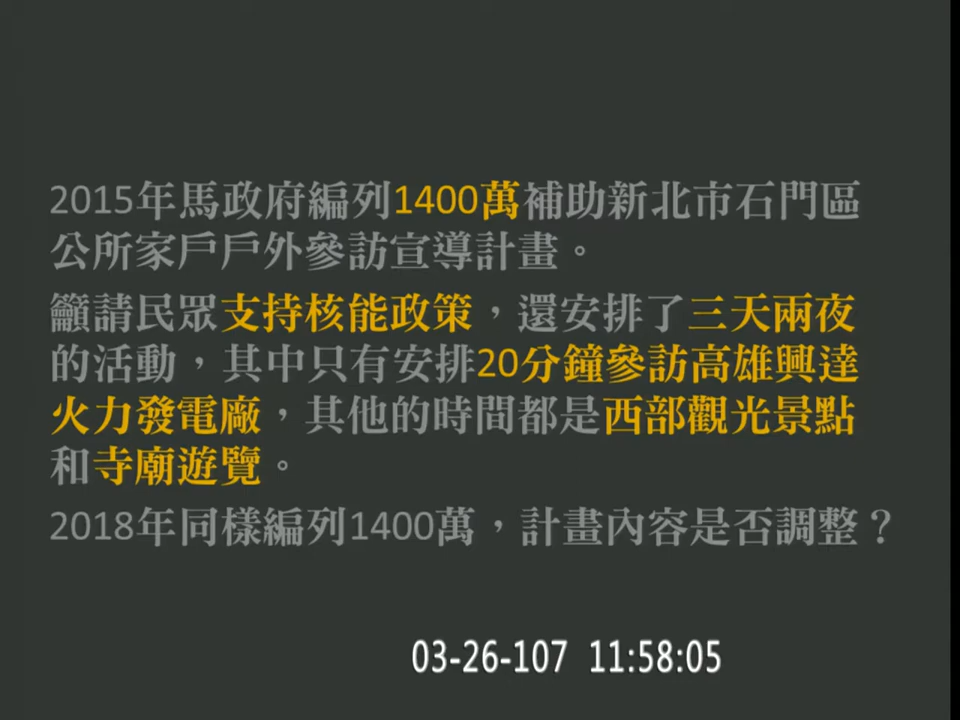 2015年馬政府編列1400萬補助新北市石門區
公所家戶戶外參訪宣導計畫。
籲請民眾支持核能政策，還安排了三天兩夜
的活動，其中只有安排20分鐘參訪高雄興達
火力發電廠，其他的時間都是西部觀光景點
和寺廟遊覽。
2018年同樣編列1400萬，計畫內容是否調整？
03-26-107 11:58:05